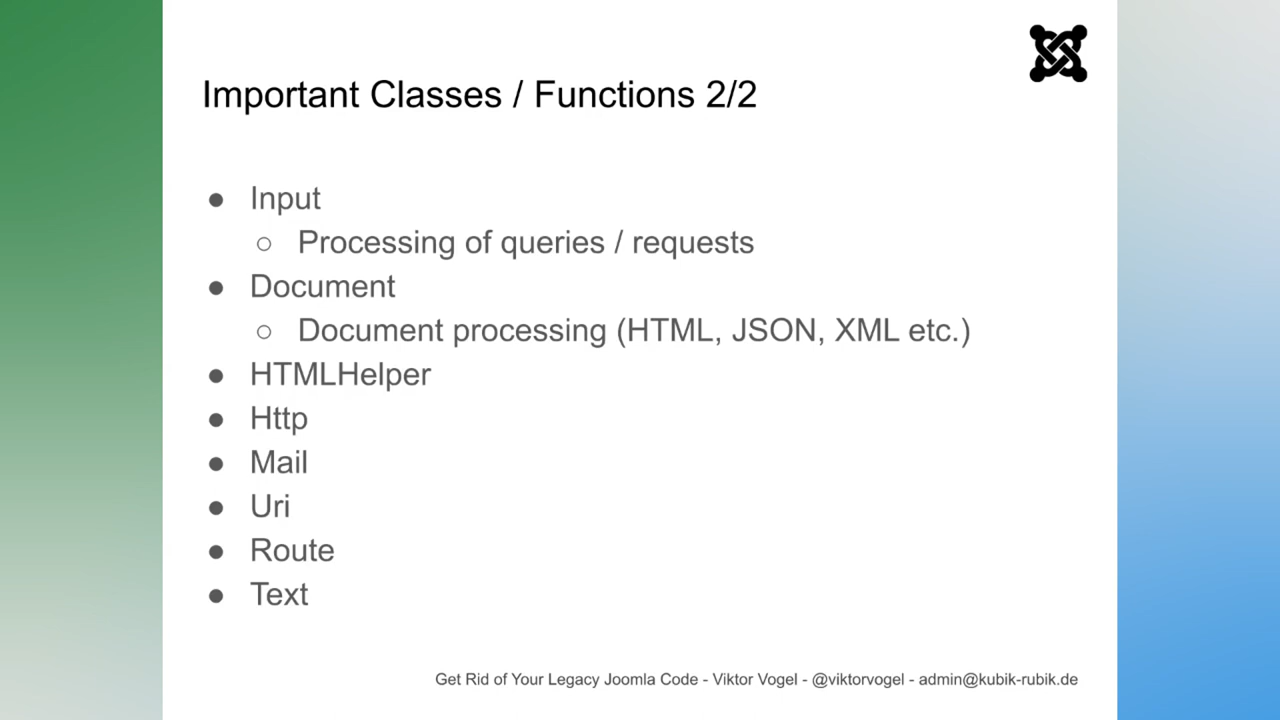 Important Classes / Functions 2/2
● Input
○ Processing of queries / requests
● Document
○ Document processing (HTML, JSON, XML etc.)
● HTMLHelper
● Http
● Mail
● Uri
● Route
● Text
Get Rid of Your Legacy Joomla Code - Viktor Vogel - @viktorvogel - admin@kubik-rubik.de